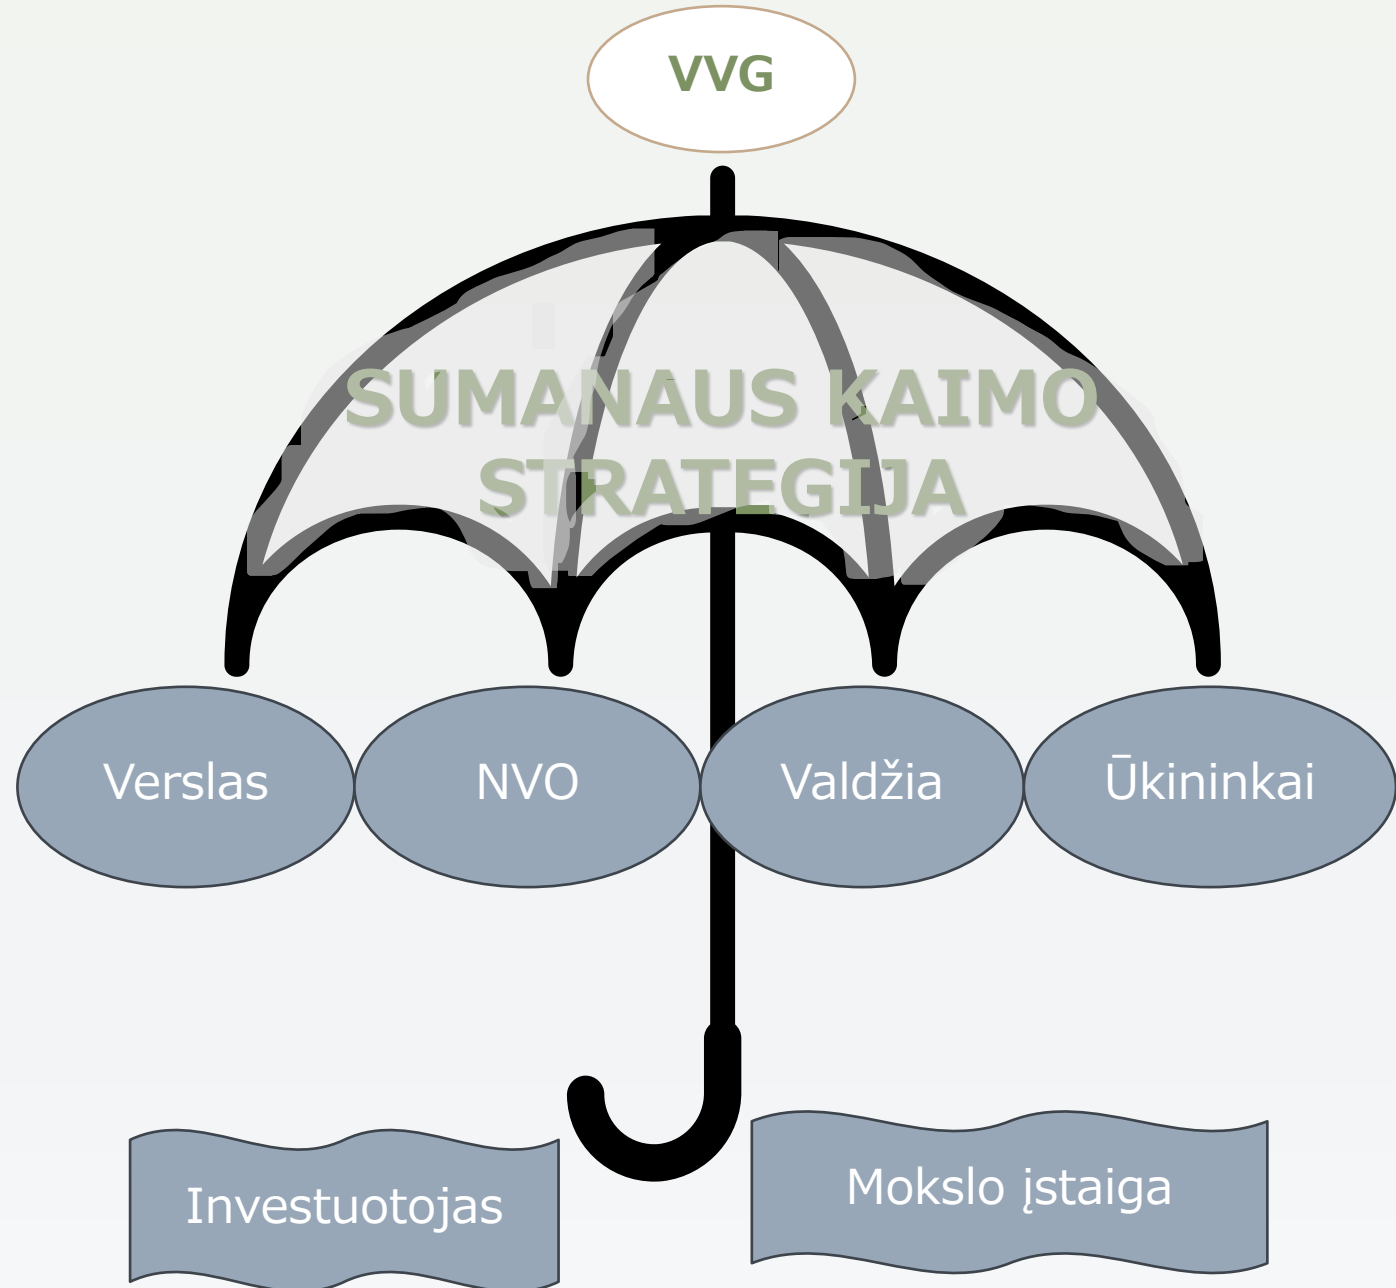 VVG
SUMANAUS KAIMO
STRATEGIJA
Verslas
NVO
Valdžia
Ūkininkai
Investuotojas
Mokslo įstaiga